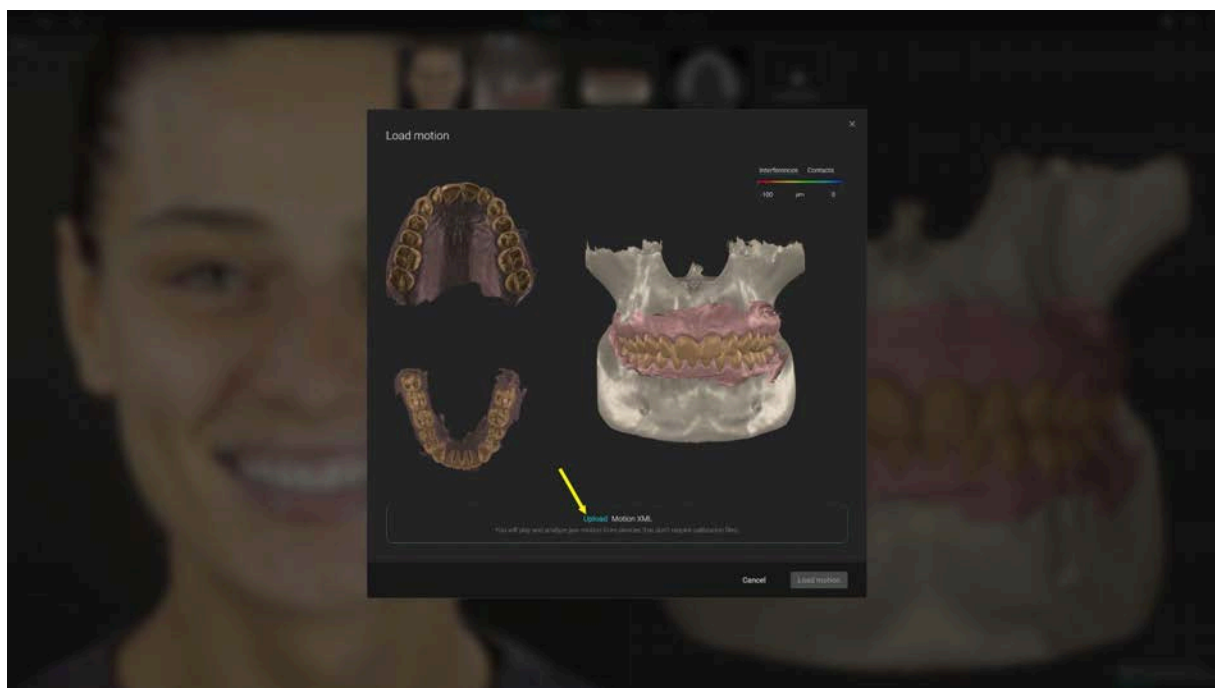 Load motion
Interferences Contacts
-100 μm 0
Upload Motion XML
You will play and analyze jaw motion from devices that don't require calibration files.
Cancel
Load motion